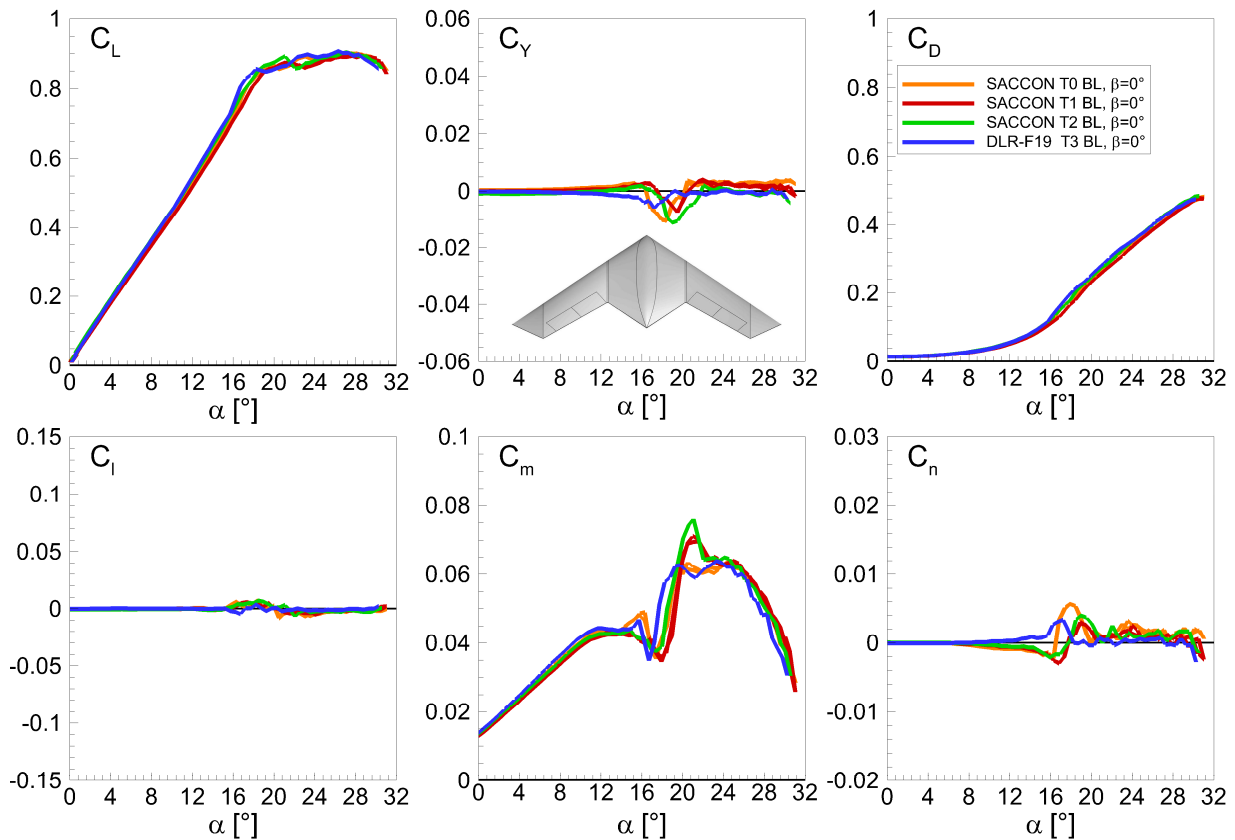 C_L
1
0.8
0.6
0.4
0.2
0
0 4 8 12 16 20 24 28 32
α [°]
C_Y
0.06
0.04
0.02
0
-0.02
-0.04
-0.06
0 4 8 12 16 20 24 28 32
α [°]
C_D
SACCON T0 BL, β=0°
SACCON T1 BL, β=0°
SACCON T2 BL, β=0°
DLR-F19 T3 BL, β=0°
1
0.8
0.6
0.4
0.2
0
0 4 8 12 16 20 24 28 32
α [°]
C_l
0.15
0.1
0.05
0
-0.05
-0.1
-0.15
0 4 8 12 16 20 24 28 32
α [°]
C_m
0.1
0.08
0.06
0.04
0.02
0
0 4 8 12 16 20 24 28 32
α [°]
C_n
0.03
0.02
0.01
0
-0.01
-0.02
0 4 8 12 16 20 24 28 32
α [°]